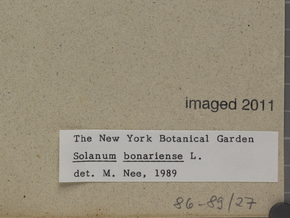 imaged 2011
The New York Botanical Garden
Solanum bonariense L.
det. M. Nee, 1989
86-89/27